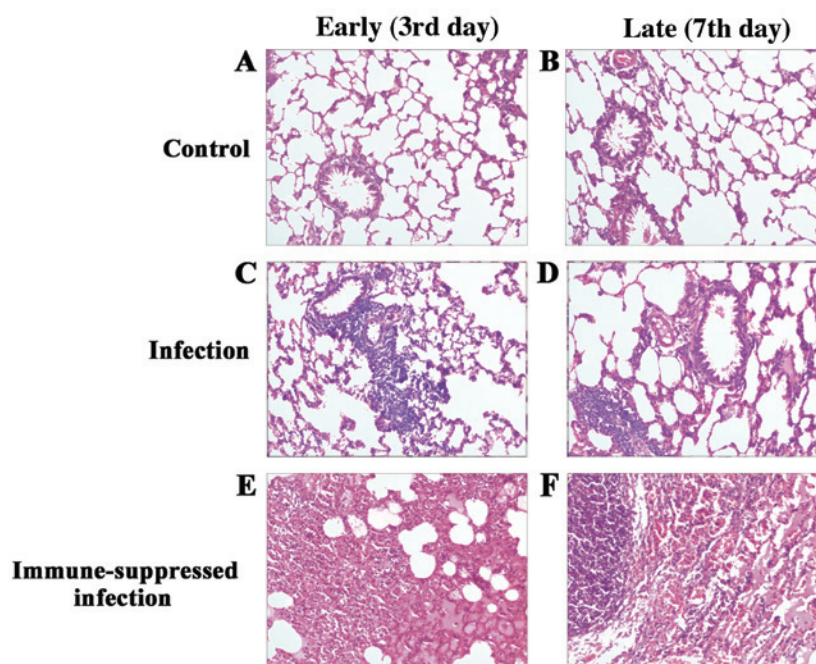 Early (3rd day)
Late (7th day)
A
B
Control
C
D
Infection
E
F
Immune-suppressed
infection